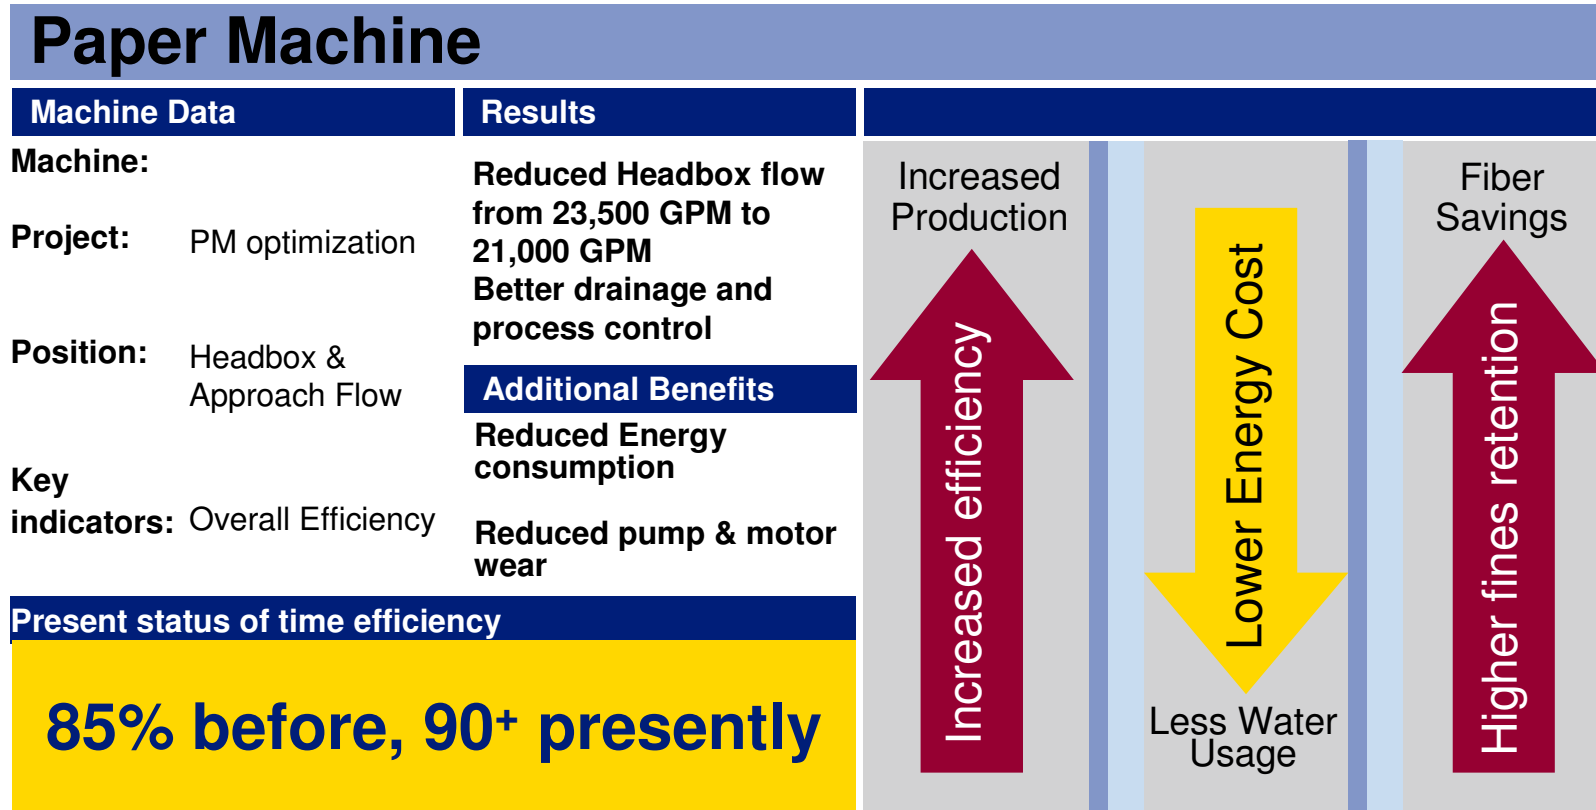 Paper Machine
Machine Data
Machine:
Project: PM optimization
Position: Headbox &
Approach Flow
Key
indicators: Overall Efficiency
Results
Reduced Headbox flow
from 23,500 GPM to
21,000 GPM
Better drainage and
process control
Additional Benefits
Reduced Energy
consumption
Reduced pump & motor
wear
Present status of time efficiency
85% before, 90⁺ presently
Increased
Production
Increased efficiency
Lower Energy Cost
Less Water
Usage
Fiber
Savings
Higher fines retention